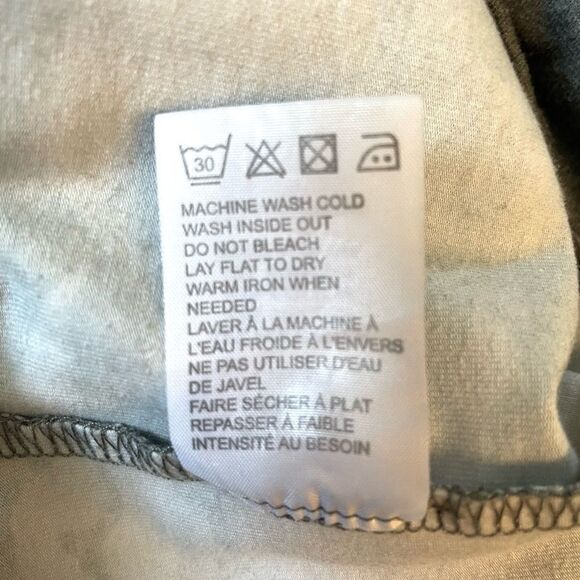 30
MACHINE WASH COLD
WASH INSIDE OUT
DO NOT BLEACH
LAY FLAT TO DRY
WARM IRON WHEN
NEEDED
LAVER À LA MACHINE À
L'EAU FROIDE À L'ENVERS
NE PAS UTILISER D'EAU
DE JAVEL
FAIRE SÉCHER À PLAT
REPASSER À FAIBLE
INTENSITÉ AU BESOIN